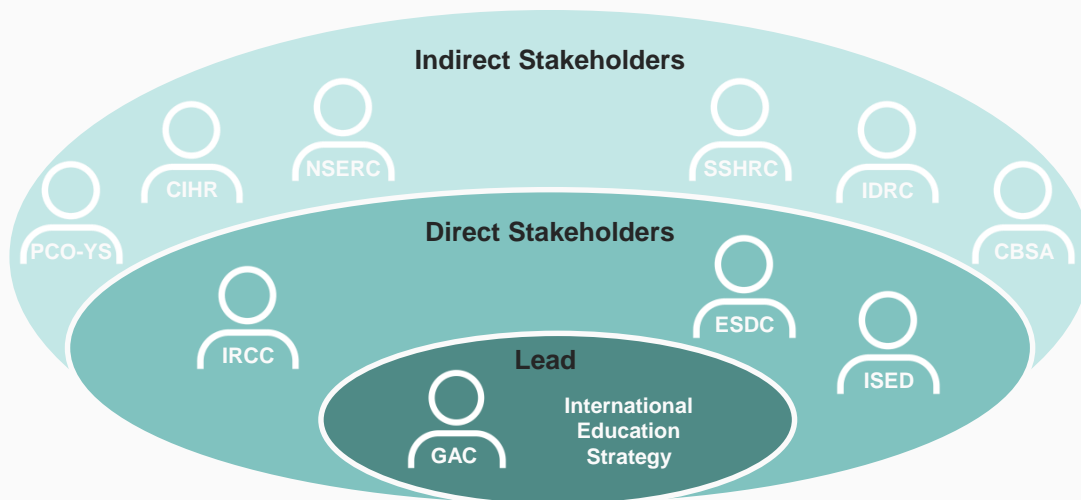 Indirect Stakeholders
NSERC
SSHRC
CIHR
IDRC
PCO-YS
CBSA
Direct Stakeholders
ESDC
IRCC
ISED
Lead
GAC
International
Education
Strategy